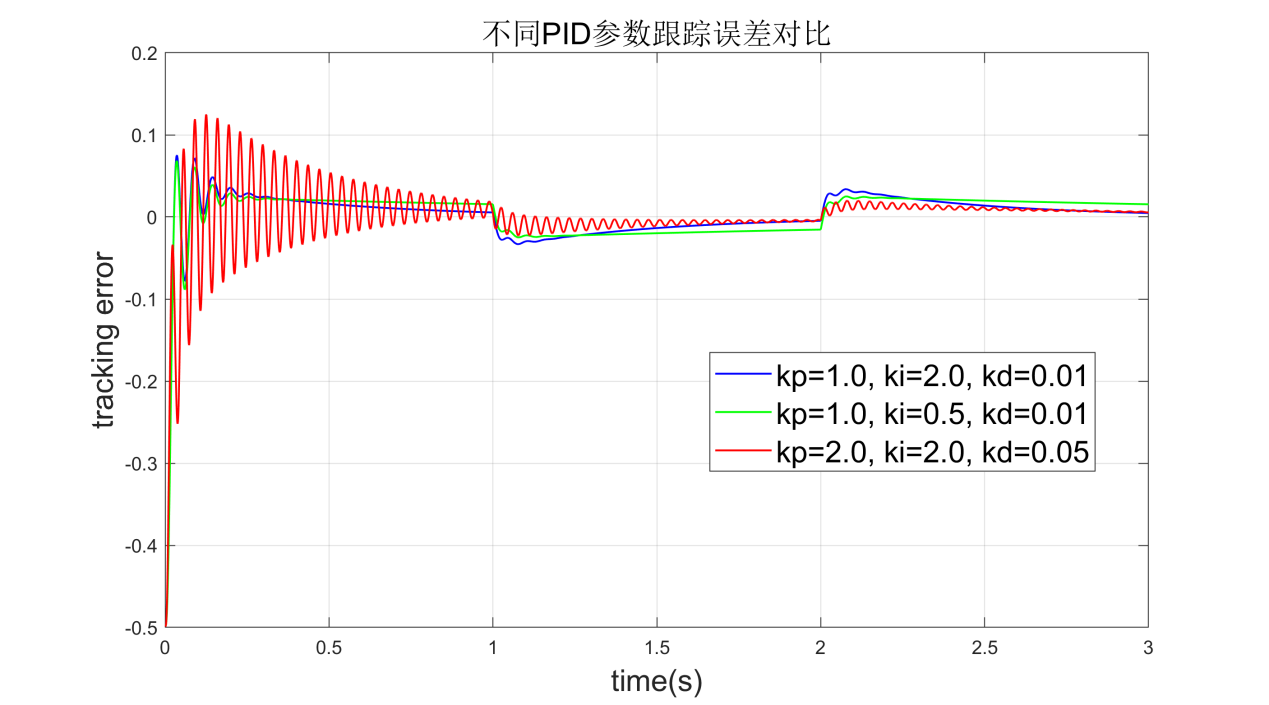 不同PID参数跟踪误差对比
0.2
0.1
0
-0.1
-0.2
-0.3
-0.4
-0.5
tracking error
kp=1.0, ki=2.0, kd=0.01
kp=1.0, ki=0.5, kd=0.01
kp=2.0, ki=2.0, kd=0.05
0 0.5 1 1.5 2 2.5 3
time(s)